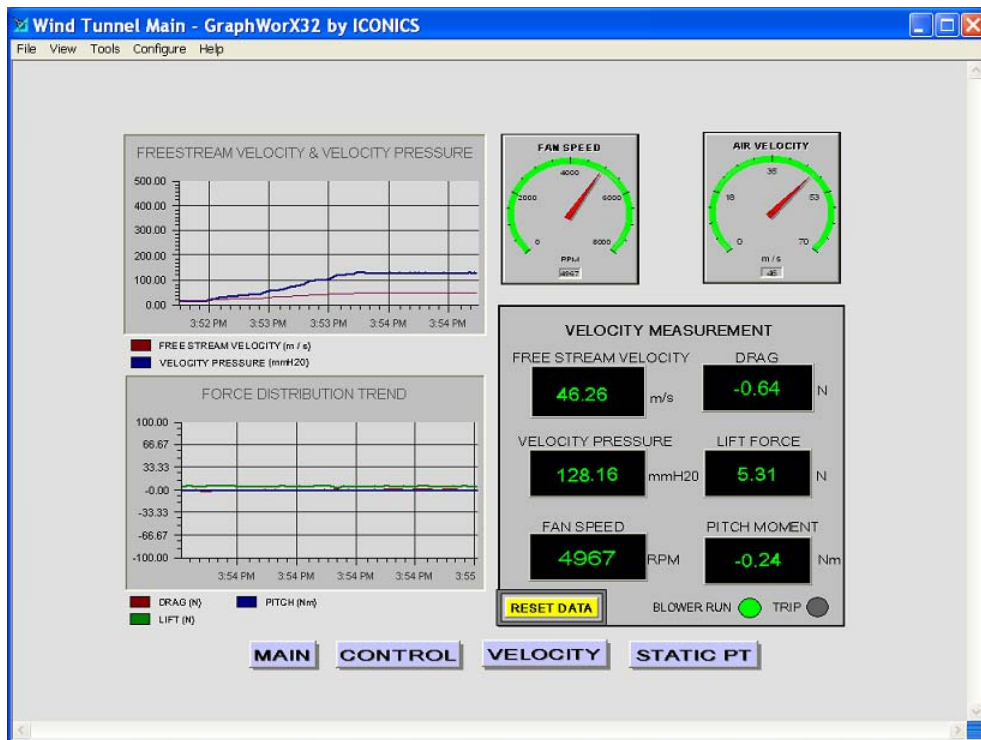 Wind Tunnel Main - GraphWorX32 by ICONICS
File View Tools Configure Help
FREESTREAM VELOCITY & VELOCITY PRESSURE
500.00
400.00
300.00
200.00
100.00
0.00
3:52 PM 3:53 PM 3:53 PM 3:54 PM 3:54 PM
FREE STREAM VELOCITY (m / s)
VELOCITY PRESSURE (mmH20)
FAN SPEED
0
2000
4000
6000
8000
RPM
4967
AIR VELOCITY
0
18
35
53
70
m / s
46
FORCE DISTRIBUTION TREND
100.00
66.67
33.33
-0.00
-33.33
-66.67
-100.00
3:54 PM 3:54 PM 3:54 PM 3:54 PM 3:55
DRAG (N) PITCH (Nm)
LIFT (N)
VELOCITY MEASUREMENT
FREE STREAM VELOCITY DRAG
46.26 m/s -0.64 N
VELOCITY PRESSURE LIFT FORCE
128.16 mmH20 5.31 N
FAN SPEED PITCH MOMENT
4967 RPM -0.24 Nm
RESET DATA BLOWER RUN TRIP
MAIN CONTROL VELOCITY STATIC PT